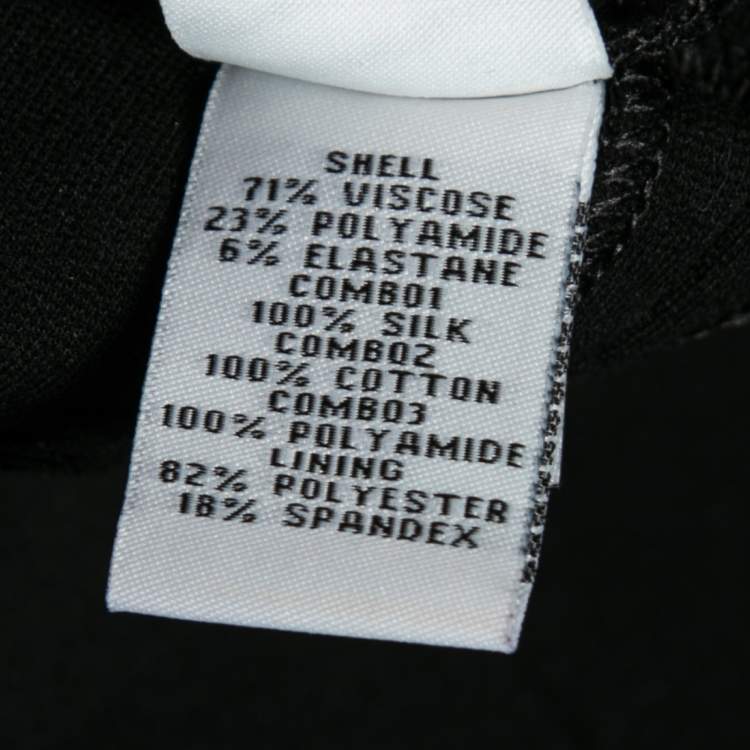 SHELL
71% VISCOSE
23% POLYAMIDE
6% ELASTANE
COMBO1
100% SILK
COMBO2
100% COTTON
COMBO3
100% POLYAMIDE
LINING
82% POLYESTER
18% SPANDEX